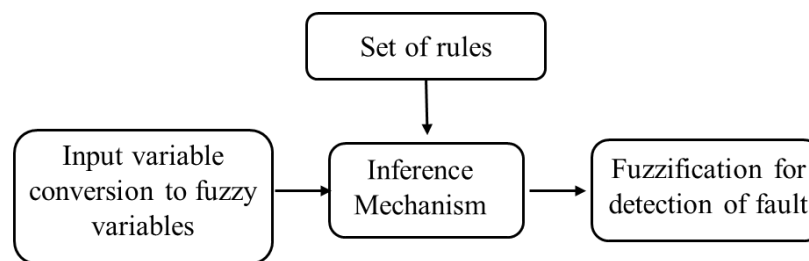 Set of rules
Input variable
conversion to fuzzy
variables
Inference
Mechanism
Fuzzification for
detection of fault